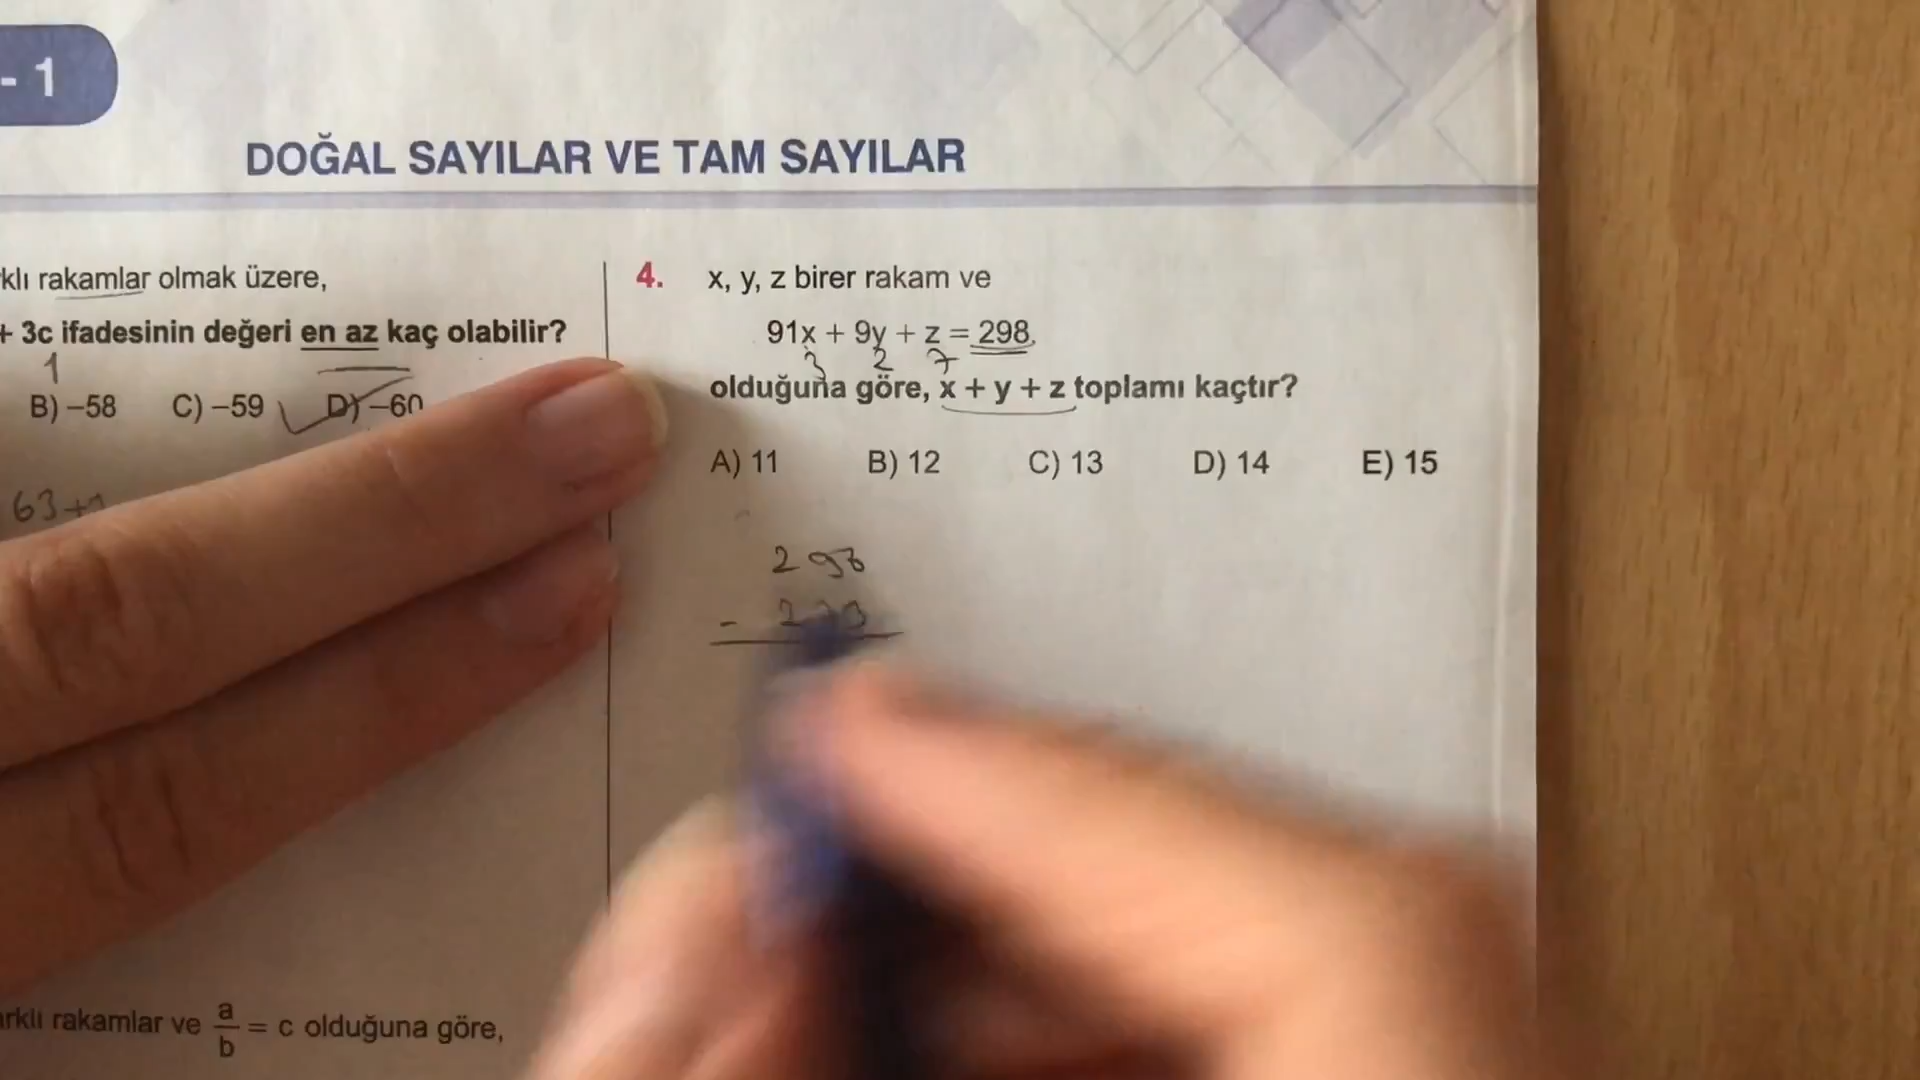 - 1
DOĞAL SAYILAR VE TAM SAYILAR
klı rakamlar olmak üzere,
+ 3c ifadesinin değeri en az kaç olabilir?
1
B) –58 C) –59 D) –60
63+
arklı rakamlar ve a/b = c olduğuna göre,
4. x, y, z birer rakam ve
91x + 9y + z = 298
3 2 7
olduğuna göre, x + y + z toplamı kaçtır?
A) 11 B) 12 C) 13 D) 14 E) 15
298
- 273